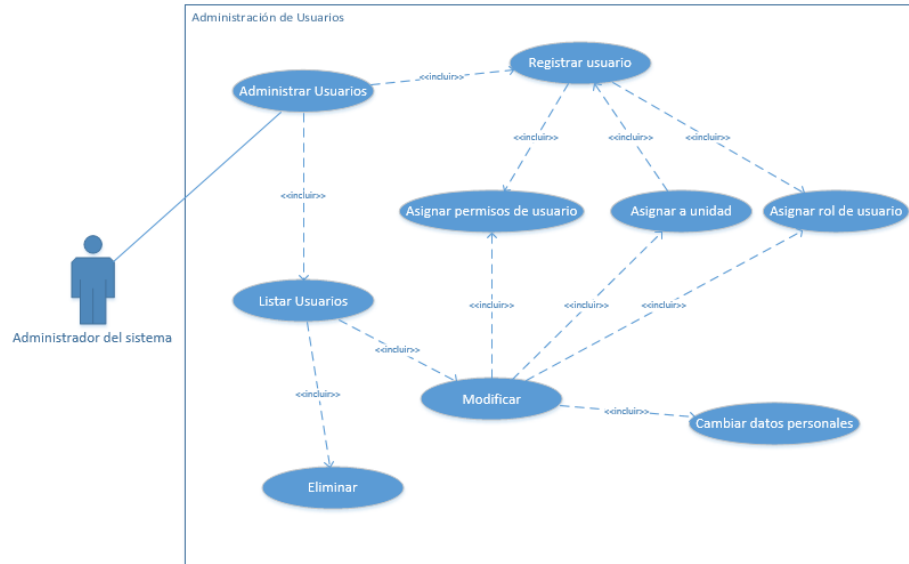 Administración de Usuarios
Registrar usuario
<<incluir>>
Administrar Usuarios
<<incluir>>
<<incluir>>
<<incluir>>
<<incluir>>
Asignar permisos de usuario
Asignar a unidad
Asignar rol de usuario
Listar Usuarios
<<incluir>>
<<incluir>>
<<incluir>>
Administrador del sistema
<<incluir>>
<<incluir>>
Modificar
<<incluir>>
Cambiar datos personales
Eliminar